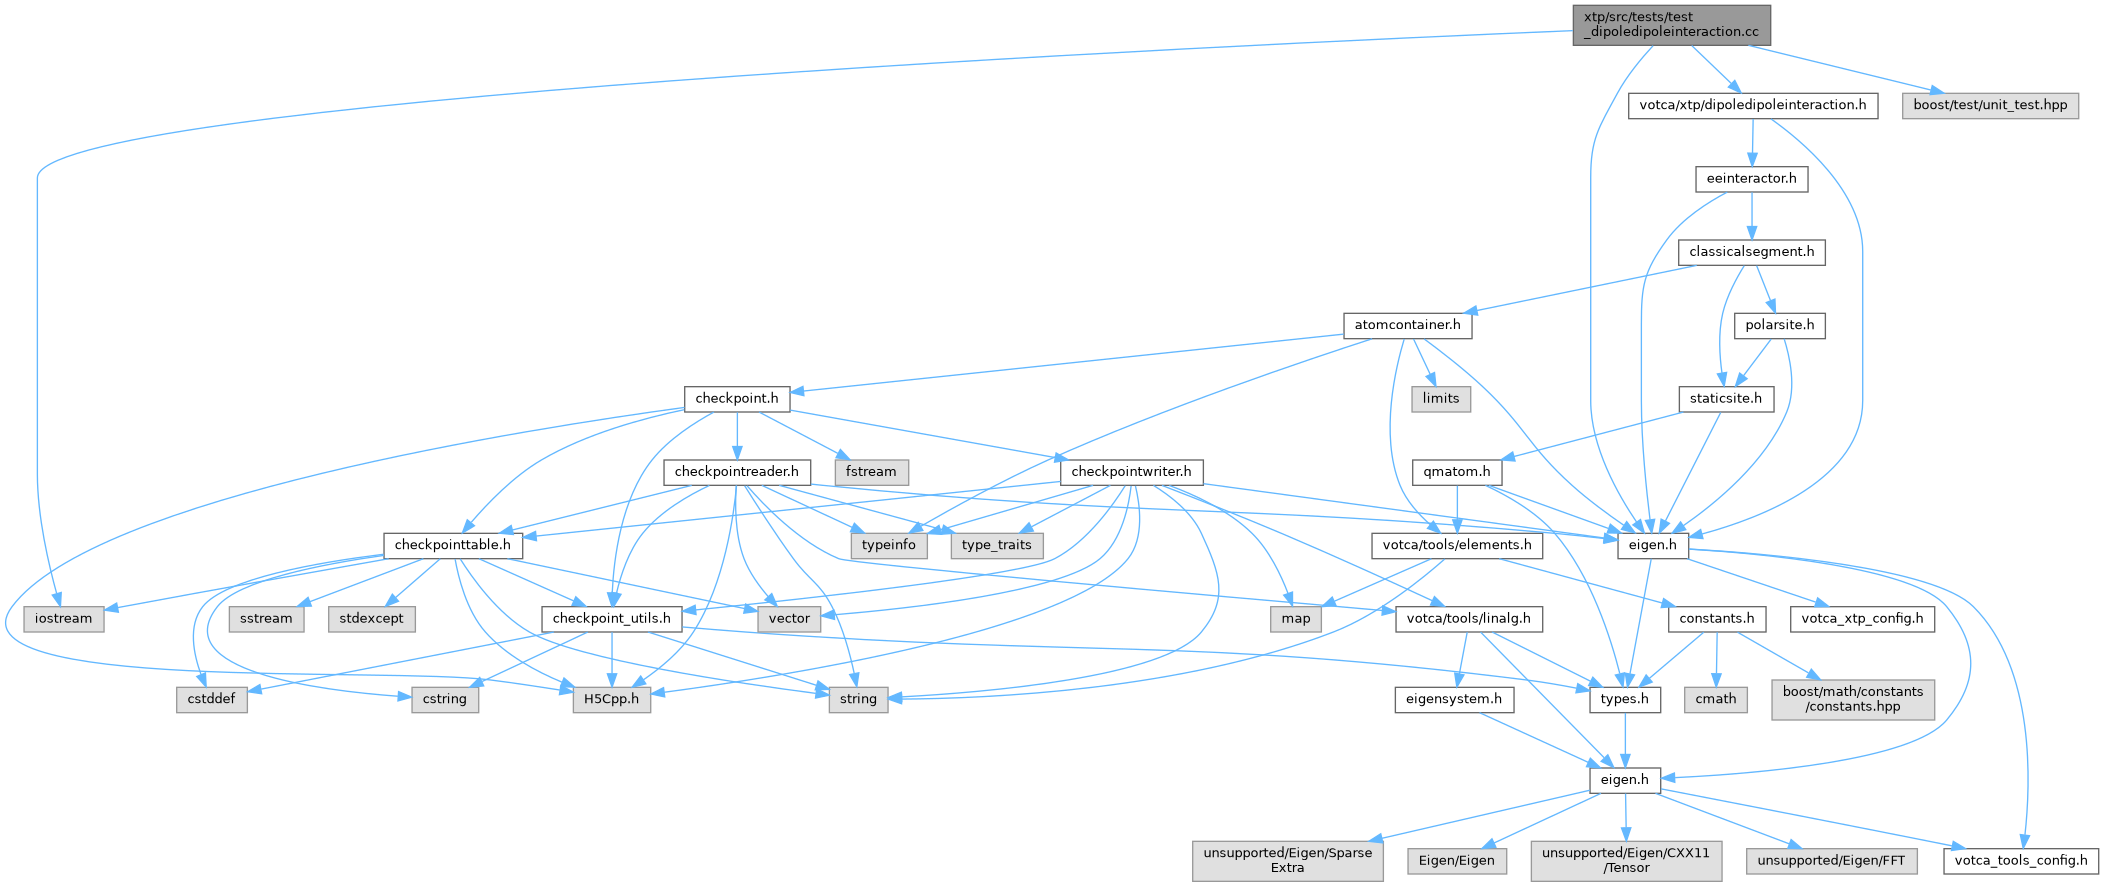 xtp/src/tests/test
_dipoledipoleinteraction.cc
votca/xtp/dipoledipoleinteraction.h
boost/test/unit_test.hpp
eeinteractor.h
classicalsegment.h
atomcontainer.h
polarsite.h
checkpoint.h
limits
staticsite.h
checkpointreader.h
fstream
checkpointwriter.h
qmatom.h
checkpointtable.h
typeinfo
type_traits
votca/tools/elements.h
eigen.h
iostream
sstream
stdexcept
checkpoint_utils.h
vector
map
votca/tools/linalg.h
constants.h
votca_xtp_config.h
cstddef
cstring
H5Cpp.h
string
eigensystem.h
types.h
cmath
boost/math/constants
/constants.hpp
eigen.h
unsupported/Eigen/Sparse
Extra
Eigen/Eigen
unsupported/Eigen/CXX11
/Tensor
unsupported/Eigen/FFT
votca_tools_config.h